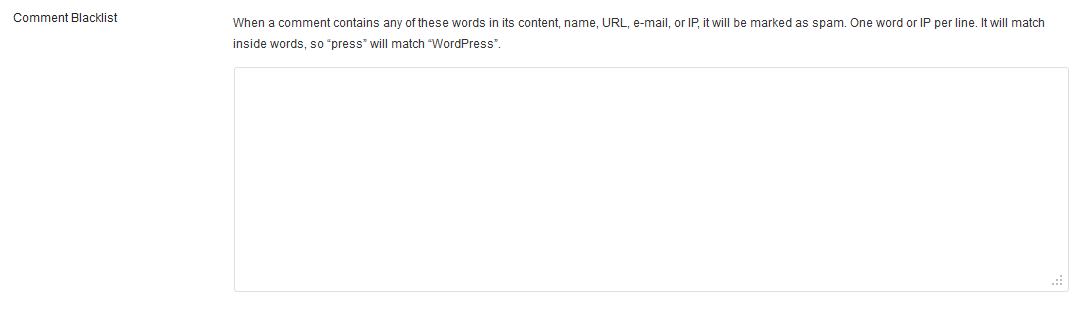 Comment Blacklist
When a comment contains any of these words in its content, name, URL, e-mail, or IP, it will be marked as spam. One word or IP per line. It will match
inside words, so “press” will match “WordPress”.